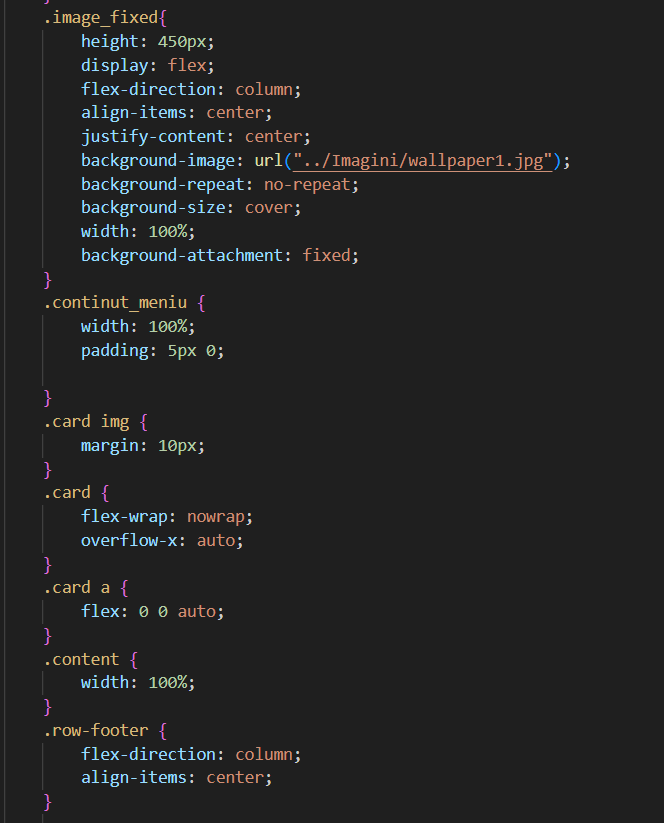 }
.image_fixed{
height: 450px;
display: flex;
flex-direction: column;
align-items: center;
justify-content: center;
background-image: url("../Imagini/wallpaper1.jpg");
background-repeat: no-repeat;
background-size: cover;
width: 100%;
background-attachment: fixed;
}
.continut_meniu {
width: 100%;
padding: 5px 0;
}
.card img {
margin: 10px;
}
.card {
flex-wrap: nowrap;
overflow-x: auto;
}
.card a {
flex: 0 0 auto;
}
.content {
width: 100%;
}
.row-footer {
flex-direction: column;
align-items: center;
}